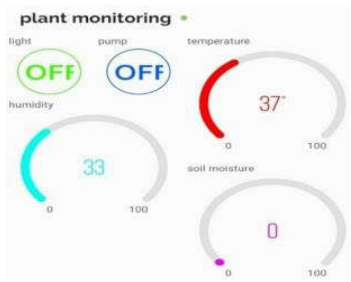 plant monitoring
light
pump
temperature
OFF
OFF
37°
0
100
humidity
33
0
100
soil moisture
0
0
100